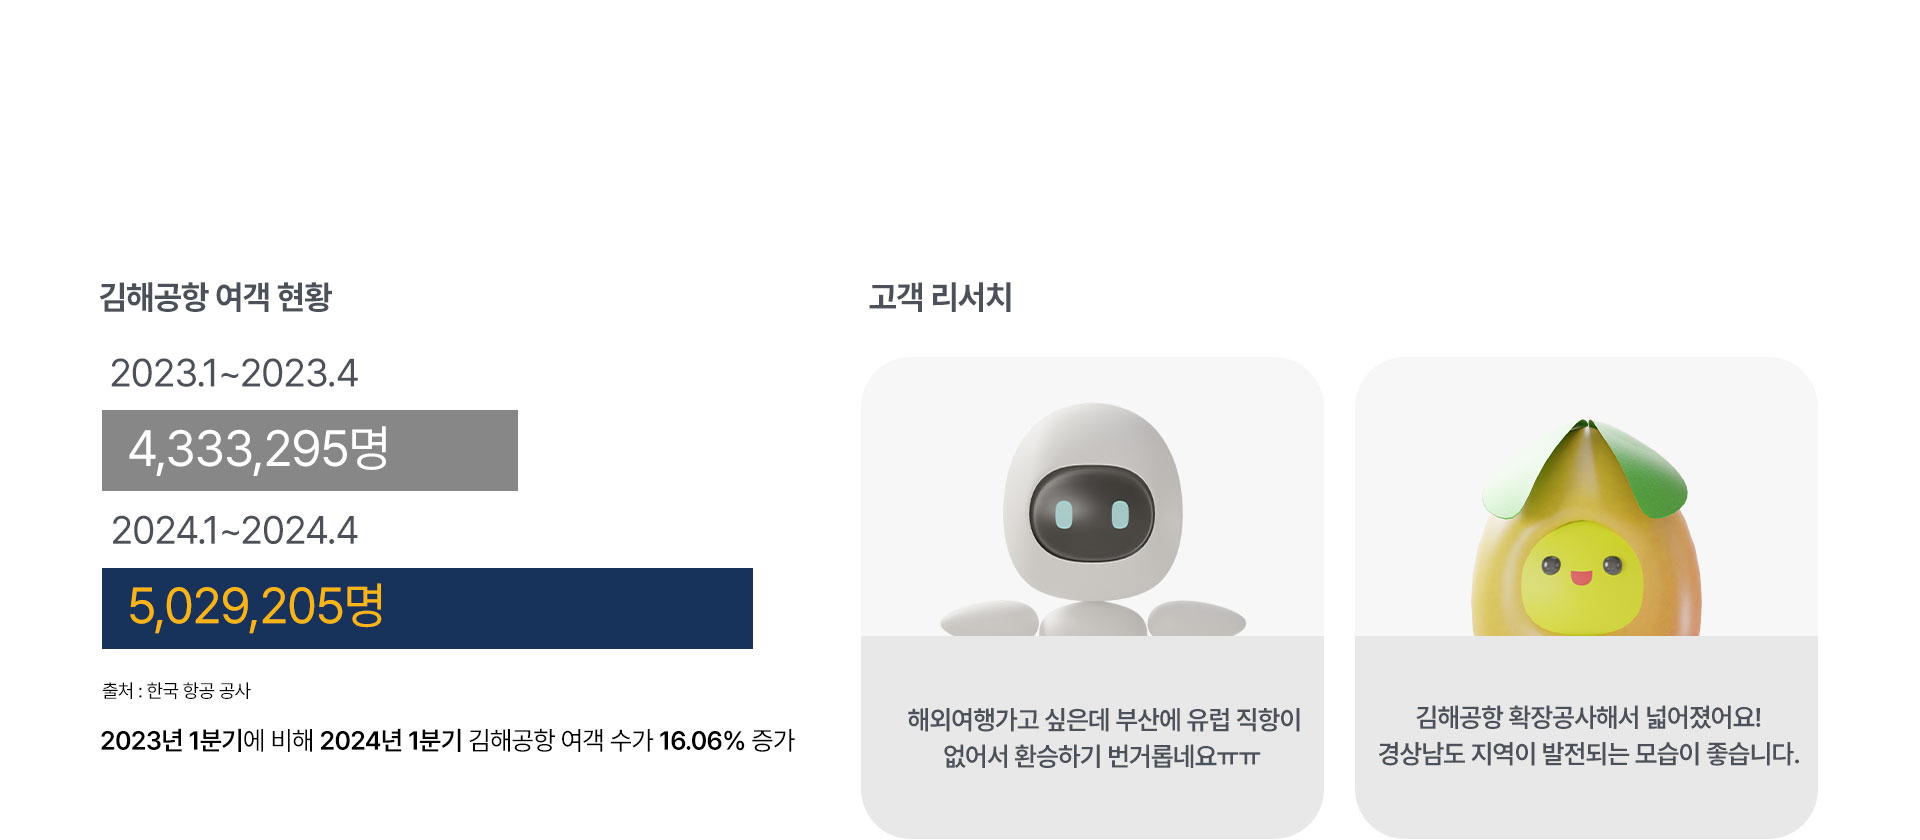 김해공항 여객 현황
2023.1~2023.4
4,333,295명
2024.1~2024.4
5,029,205명
출처 : 한국 항공 공사
2023년 1분기에 비해 2024년 1분기 김해공항 여객 수가 16.06% 증가
고객 리서치
해외여행가고 싶은데 부산에 유럽 직항이
없어서 환승하기 번거롭네요ㅠㅠ
김해공항 확장공사해서 넓어졌어요!
경상남도 지역이 발전되는 모습이 좋습니다.